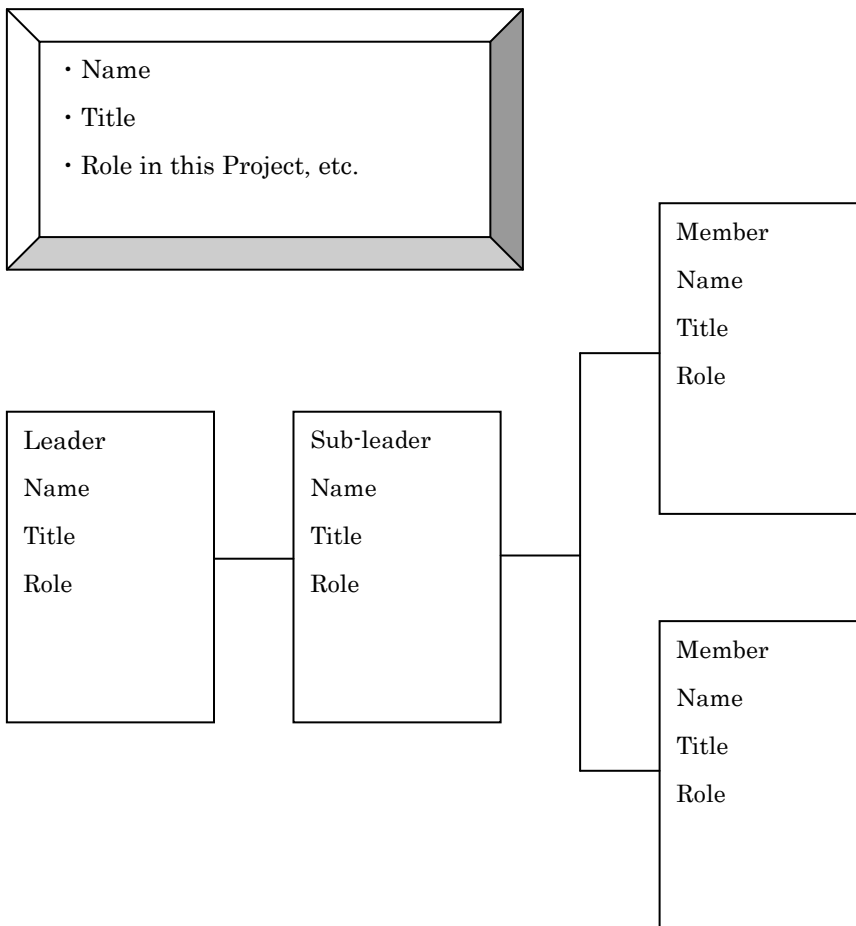 ・Name
・Title
・Role in this Project, etc.
Leader
Name
Title
Role
Sub-leader
Name
Title
Role
Member
Name
Title
Role
Member
Name
Title
Role